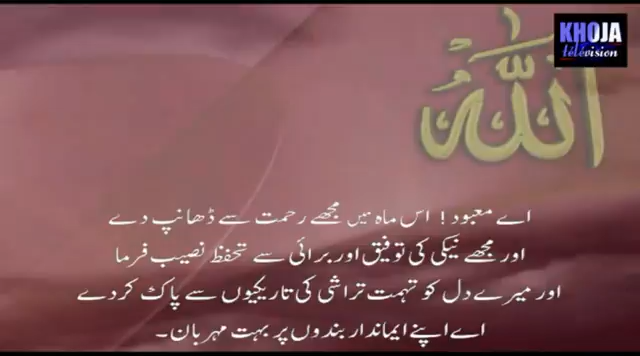 KHOJA
télévision
الله
اے معبود! اس ماہ میں مجھے رحمت سے ڈھانپ دے
اور مجھے نیکی کی توفیق اور برائی سے تحفظ نصیب فرما
اور میرے دل کو تہمت تراشی کی تاریکیوں سے پاک کردے
اے اپنے ایماندار بندوں پر بہت مہربان۔